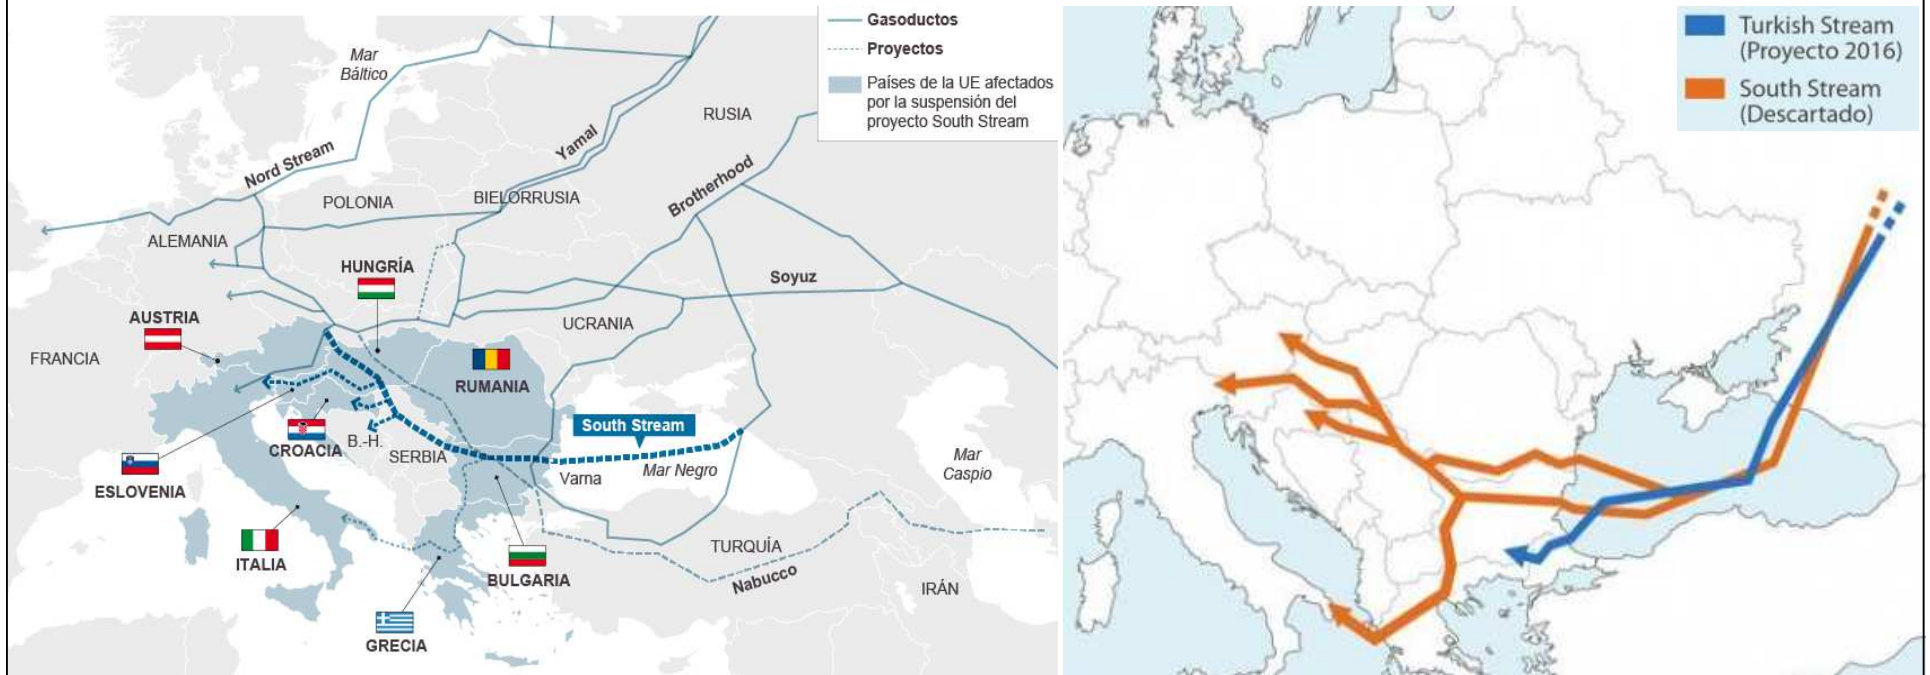 Gasoductos
Proyectos
Países de la UE afectados
por la suspensión del
proyecto South Stream
Mar
Báltico
RUSIA
Nord Stream
Yamal
Brotherhood
POLONIA
BIELORRUSIA
ALEMANIA
HUNGRÍA
Soyuz
AUSTRIA
UCRANIA
FRANCIA
RUMANIA
South Stream
CROACIA
B.-H.
SERBIA
Varna
Mar Negro
Mar
Caspio
ESLOVENIA
ITALIA
BULGARIA
TURQUÍA
Nabucco
IRÁN
GRECIA
Turkish Stream
(Proyecto 2016)
South Stream
(Descartado)